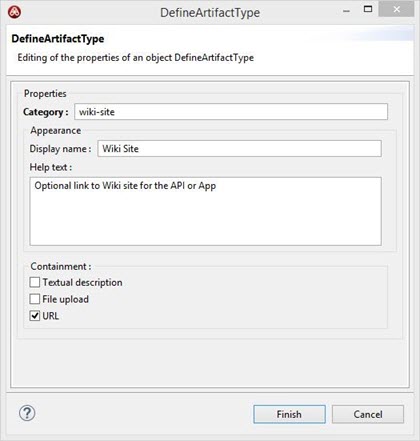 DefineArtifactType
DefineArtifactType
Editing of the properties of an object DefineArtifactType
Properties
Category : wiki-site
Appearance
Display name : Wiki Site
Help text :
Optional link to Wiki site for the API or App
Containment :
Textual description
File upload
URL
? Finish Cancel